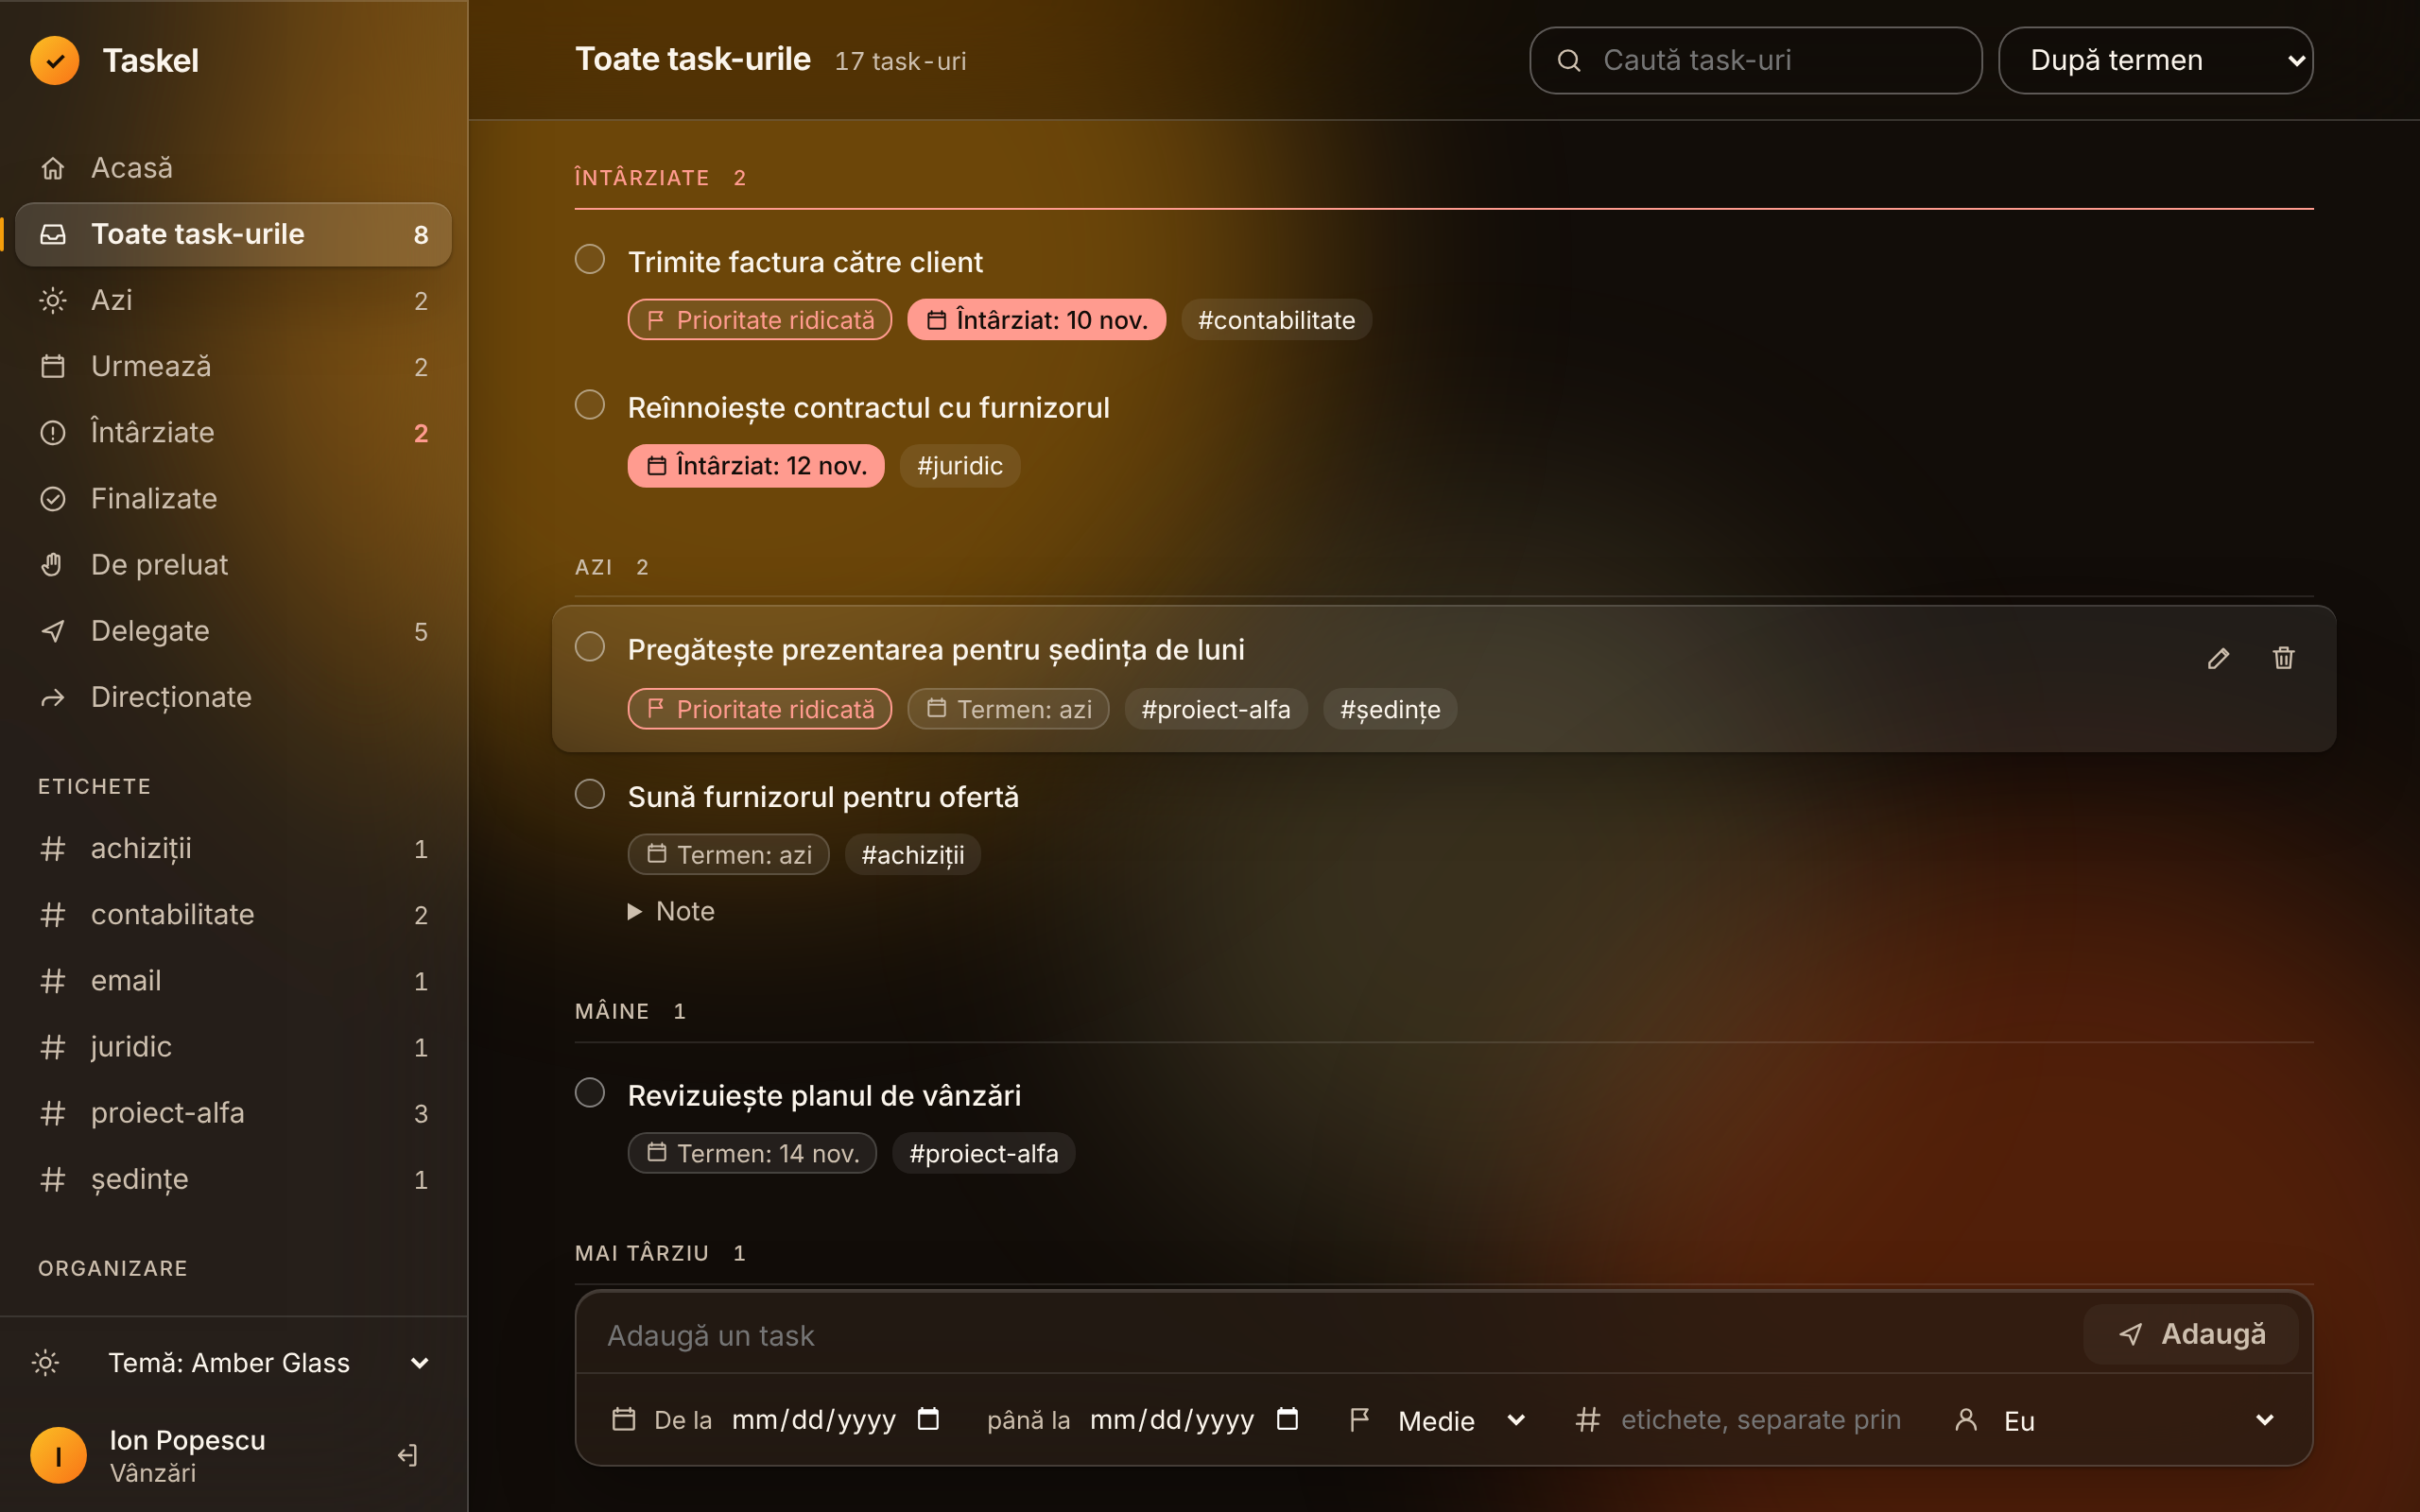 Taskel
Acasă
Toate task-urile 8
Azi 2
Urmează 2
Întârziate 2
Finalizate
De preluat
Delegate 5
Direcționate
ETICHETE
# achiziții 1
# contabilitate 2
# email 1
# juridic 1
# proiect-alfa 3
# ședințe 1
ORGANIZARE
Temă: Amber Glass
I
Ion Popescu
Vânzări
Toate task-urile 17 task-uri
Caută task-uri
După termen
ÎNTÂRZIATE 2
Trimite factura către client
Prioritate ridicată Întârziat: 10 nov. #contabilitate
Reînnoiește contractul cu furnizorul
Întârziat: 12 nov. #juridic
AZI 2
Pregătește prezentarea pentru ședința de luni
Prioritate ridicată Termen: azi #proiect-alfa #ședințe
Sună furnizorul pentru ofertă
Termen: azi #achiziții
Note
MÂINE 1
Revizuiește planul de vânzări
Termen: 14 nov. #proiect-alfa
MAI TÂRZIU 1
Adaugă un task
Adaugă
De la mm/dd/yyyy până la mm/dd/yyyy Medie # etichete, separate prin Eu